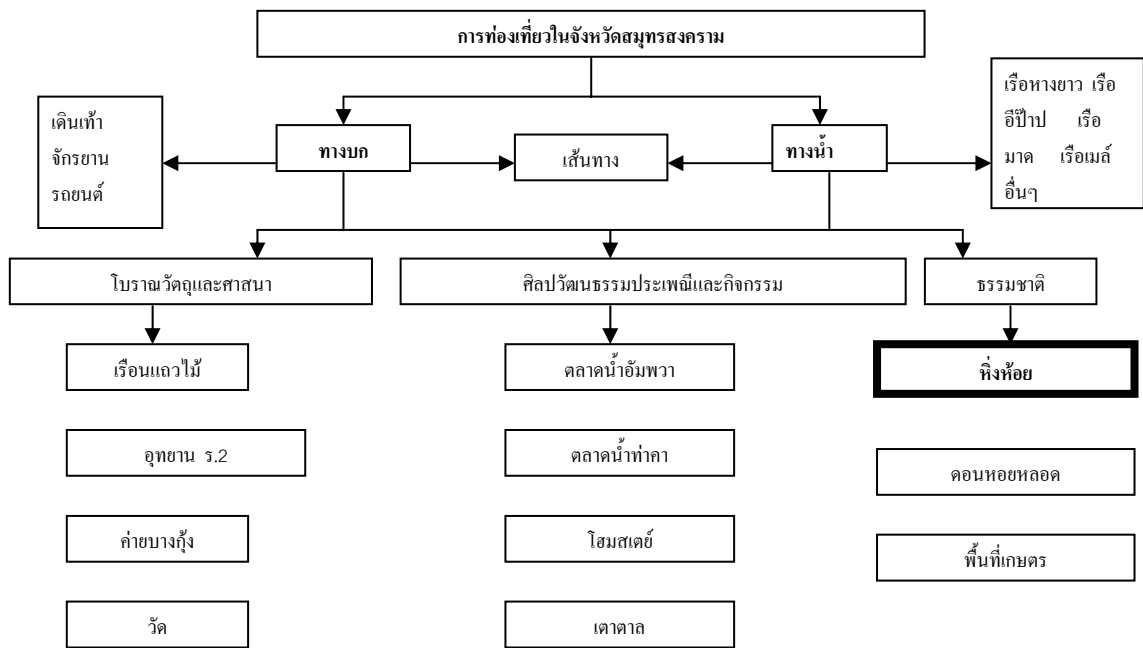 การท่องเที่ยวในจังหวัดสมุทรสงคราม
เดินเท้า
จักรยาน
รถยนต์
ทางบก
เส้นทาง
ทางน้ำ
เรือหางยาว เรือ
อีป๊าป เรือ
มาด เรือเมล์
อื่นๆ
โบราณวัตถุและศาสนา
ศิลปวัฒนธรรมประเพณีและกิจกรรม
ธรรมชาติ
เรือนแถวไม้
ตลาดน้ำอัมพวา
หิ่งห้อย
อุทยาน ร.2
ตลาดน้ำท่าคา
ดอนหอยหลอด
ค่ายบางกุ้ง
โฮมสเตย์
พื้นที่เกษตร
วัด
เตาตาล